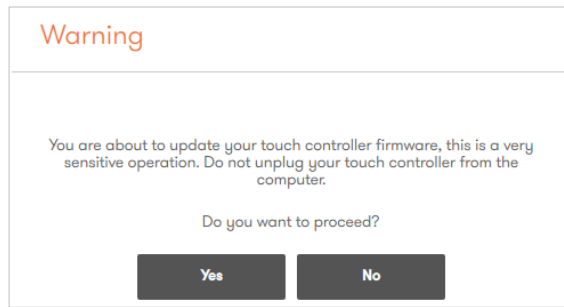 Warning
You are about to update your touch controller firmware, this is a very
sensitive operation. Do not unplug your touch controller from the
computer.
Do you want to proceed?
Yes
No